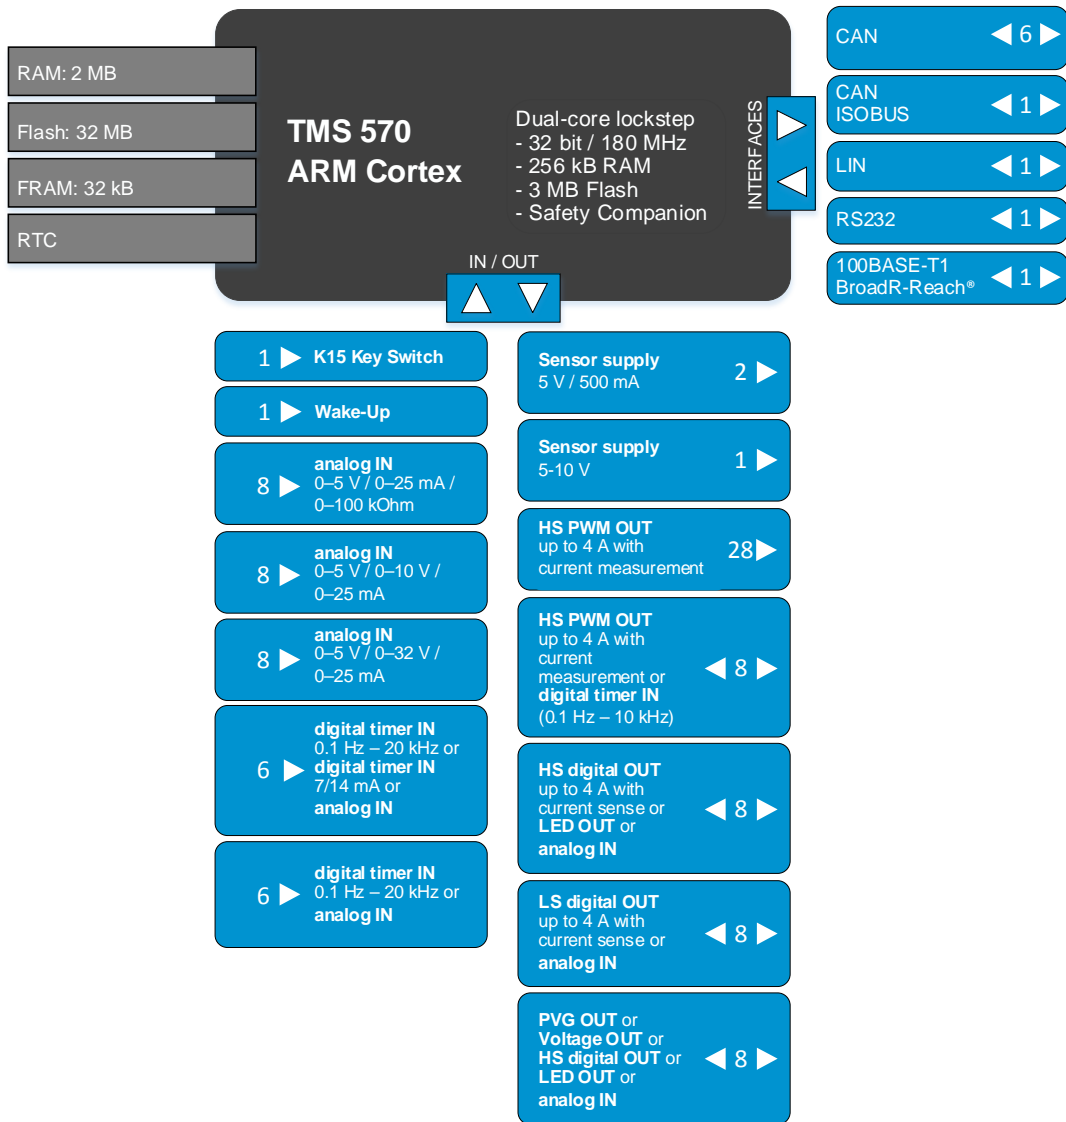 RAM: 2 MB
Flash: 32 MB
FRAM: 32 kB
RTC
TMS 570
ARM Cortex
Dual-core lockstep
- 32 bit / 180 MHz
- 256 kB RAM
- 3 MB Flash
- Safety Companion
INTERFACES
IN / OUT
CAN
6
CAN
ISOBUS
1
LIN
1
RS232
1
100BASE-T1
BroadR-Reach®
1
1
K15 Key Switch
1
Wake-Up
8
analog IN
0–5 V / 0–25 mA /
0–100 kOhm
8
analog IN
0–5 V / 0–10 V /
0–25 mA
8
analog IN
0–5 V / 0–32 V /
0–25 mA
6
digital timer IN
0.1 Hz – 20 kHz or
digital timer IN
7/14 mA or
analog IN
6
digital timer IN
0.1 Hz – 20 kHz or
analog IN
Sensor supply
5 V / 500 mA
2
Sensor supply
5-10 V
1
HS PWM OUT
up to 4 A with
current measurement
28
HS PWM OUT
up to 4 A with
current
measurement or
digital timer IN
(0.1 Hz – 10 kHz)
8
HS digital OUT
up to 4 A with
current sense or
LED OUT or
analog IN
8
LS digital OUT
up to 4 A with
current sense or
analog IN
8
PVG OUT or
Voltage OUT or
HS digital OUT or
LED OUT or
analog IN
8